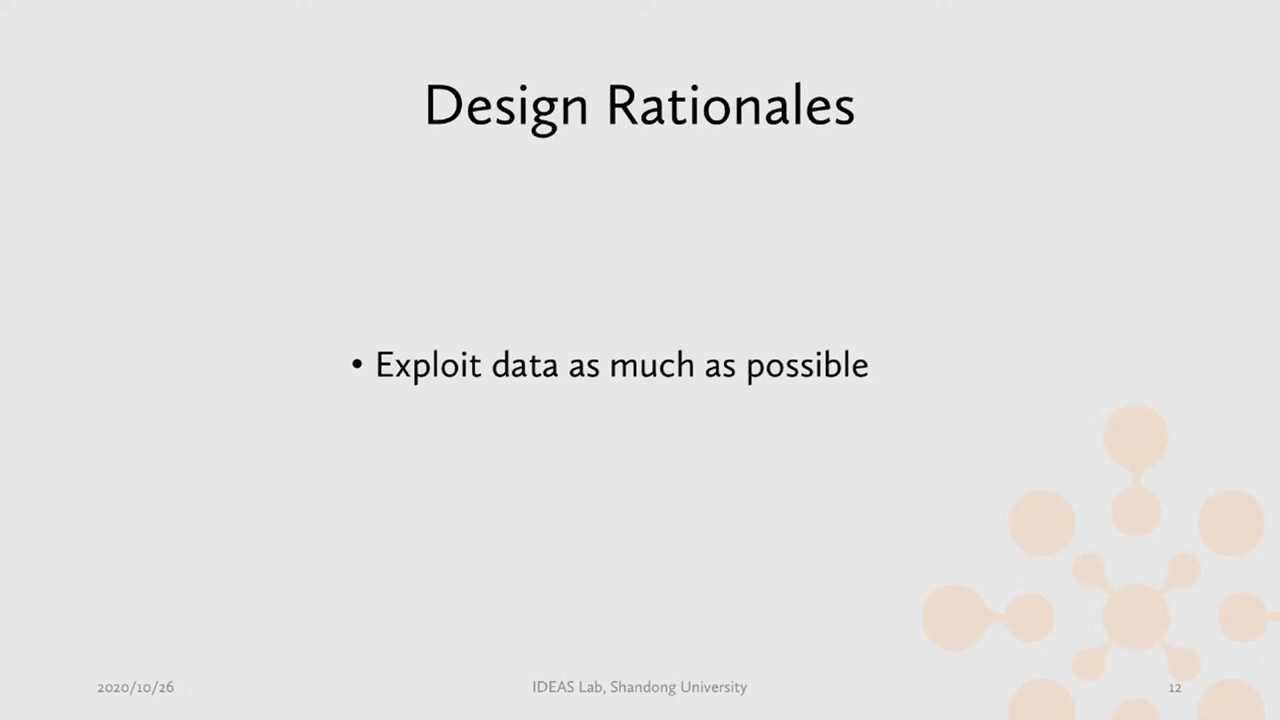 Design Rationales
• Exploit data as much as possible
2020/10/26
IDEAS Lab, Shandong University
12